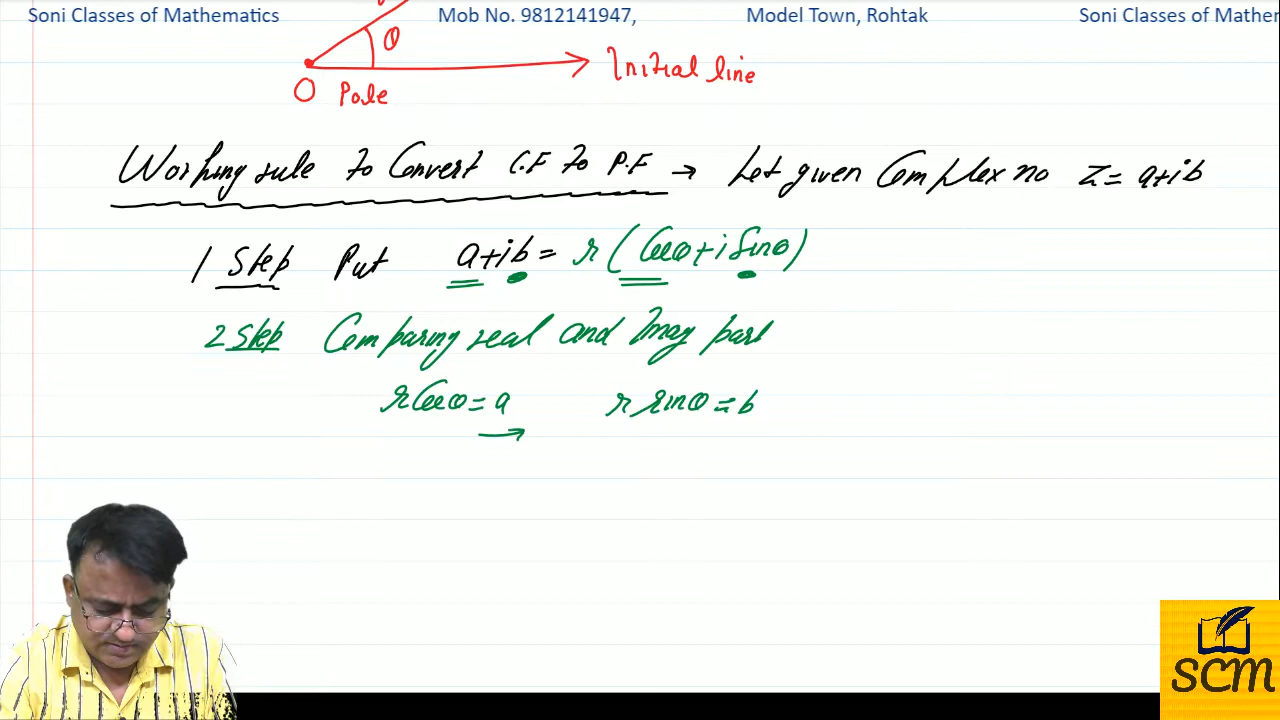 Soni Classes of Mathematics Mob No. 9812141947, Model Town, Rohtak Soni Classes of Mather
θ
Initial line
O Pole
Working rule to Convert C.F to P.F → Let given Complex no Z = a+ib
1 Step Put a+ib = r(Cosθ+i Sinθ)
2 Step Comparing real and Imag part
rCosθ = a r sinθ = b
SCM